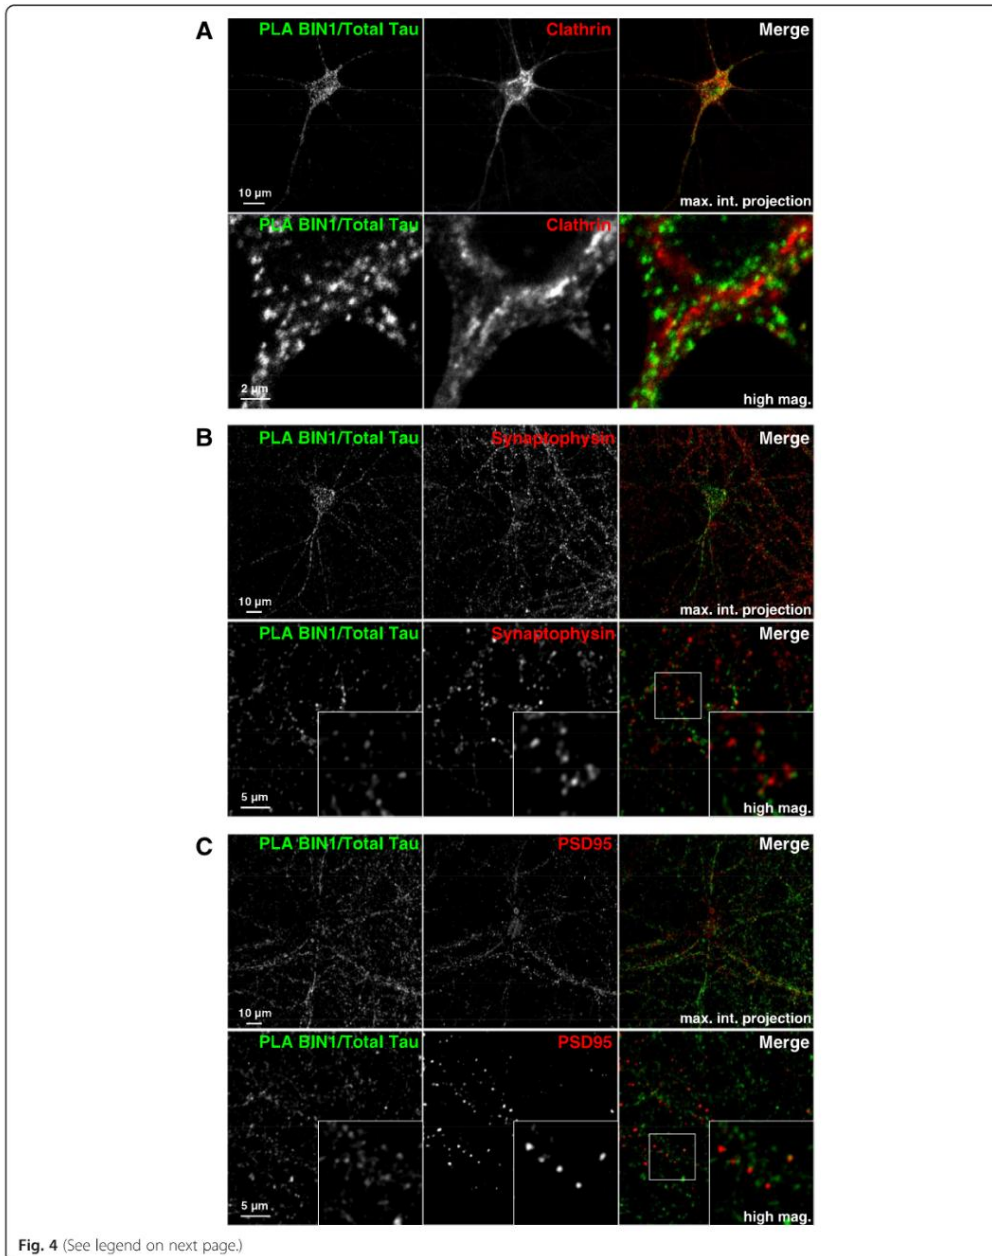 A
PLA BIN1/Total Tau Clathrin Merge
10 µm max. int. projection
PLA BIN1/Total Tau Clathrin
2 µm high mag.
B
PLA BIN1/Total Tau Synaptophysin Merge
10 µm max. int. projection
PLA BIN1/Total Tau Synaptophysin Merge
5 µm high mag.
C
PLA BIN1/Total Tau PSD95 Merge
10 µm max. int. projection
PLA BIN1/Total Tau PSD95 Merge
5 µm high mag.
Fig. 4 (See legend on next page.)